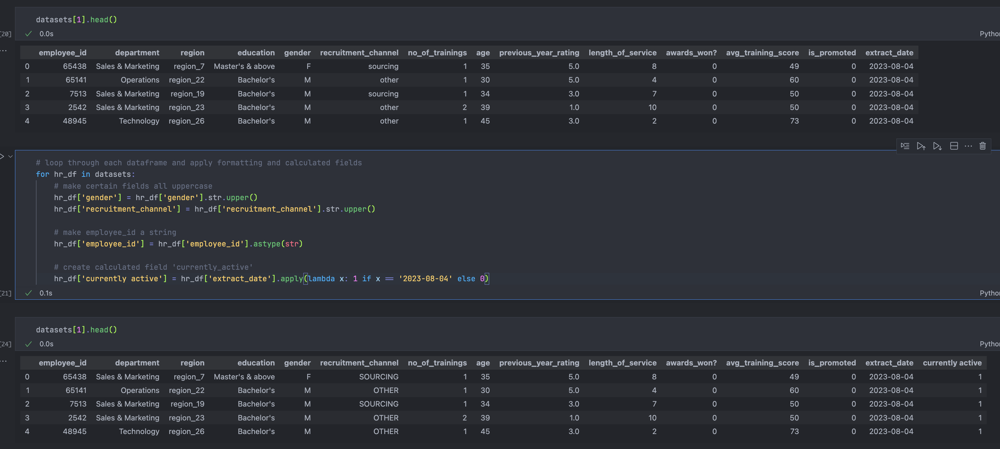 datasets[1].head()
[20] 0.0s Python
employee_id department region education gender recruitment_channel no_of_trainings age previous_year_rating length_of_service awards_won? avg_training_score is_promoted extract_date
0 65438 Sales & Marketing region_7 Master's & above F sourcing 1 35 5.0 8 0 49 0 2023-08-04
1 65141 Operations region_22 Bachelor's M other 1 30 5.0 4 0 60 0 2023-08-04
2 7513 Sales & Marketing region_19 Bachelor's M sourcing 1 34 3.0 7 0 50 0 2023-08-04
3 2542 Sales & Marketing region_23 Bachelor's M other 2 39 1.0 10 0 50 0 2023-08-04
4 48945 Technology region_26 Bachelor's M other 1 45 3.0 2 0 73 0 2023-08-04
# loop through each dataframe and apply formatting and calculated fields
for hr_df in datasets:
# make certain fields all uppercase
hr_df['gender'] = hr_df['gender'].str.upper()
hr_df['recruitment_channel'] = hr_df['recruitment_channel'].str.upper()
# make employee_id a string
hr_df['employee_id'] = hr_df['employee_id'].astype(str)
# create calculated field 'currently_active'
hr_df['currently active'] = hr_df['extract_date'].apply(lambda x: 1 if x == '2023-08-04' else 0)
[21] 0.1s Python
datasets[1].head()
[24] 0.0s Python
employee_id department region education gender recruitment_channel no_of_trainings age previous_year_rating length_of_service awards_won? avg_training_score is_promoted extract_date currently active
0 65438 Sales & Marketing region_7 Master's & above F SOURCING 1 35 5.0 8 0 49 0 2023-08-04 1
1 65141 Operations region_22 Bachelor's M OTHER 1 30 5.0 4 0 60 0 2023-08-04 1
2 7513 Sales & Marketing region_19 Bachelor's M SOURCING 1 34 3.0 7 0 50 0 2023-08-04 1
3 2542 Sales & Marketing region_23 Bachelor's M OTHER 2 39 1.0 10 0 50 0 2023-08-04 1
4 48945 Technology region_26 Bachelor's M OTHER 1 45 3.0 2 0 73 0 2023-08-04 1